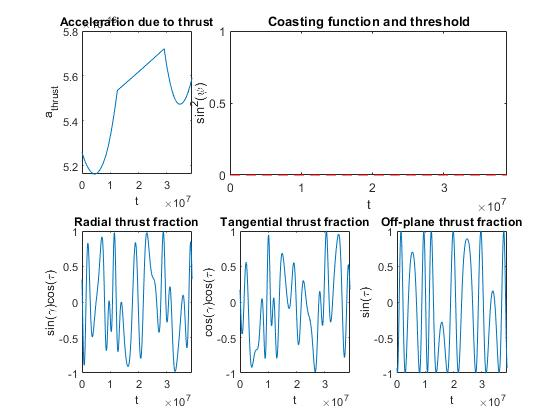 Acceleration due to thrust
5.8
5.6
5.4
5.2
a_thrust
0 1 2 3
t
×10^7
Coasting function and threshold
1
0.5
0
sin^2(ψ)
0 1 2 3
t
×10^7
Radial thrust fraction
1
0.5
0
-0.5
-1
sin(γ)cos(τ)
0 1 2 3
t
×10^7
Tangential thrust fraction
1
0.5
0
-0.5
-1
cos(γ)cos(τ)
0 1 2 3
t
×10^7
Off-plane thrust fraction
1
0.5
0
-0.5
-1
sin(τ)
0 1 2 3
t
×10^7